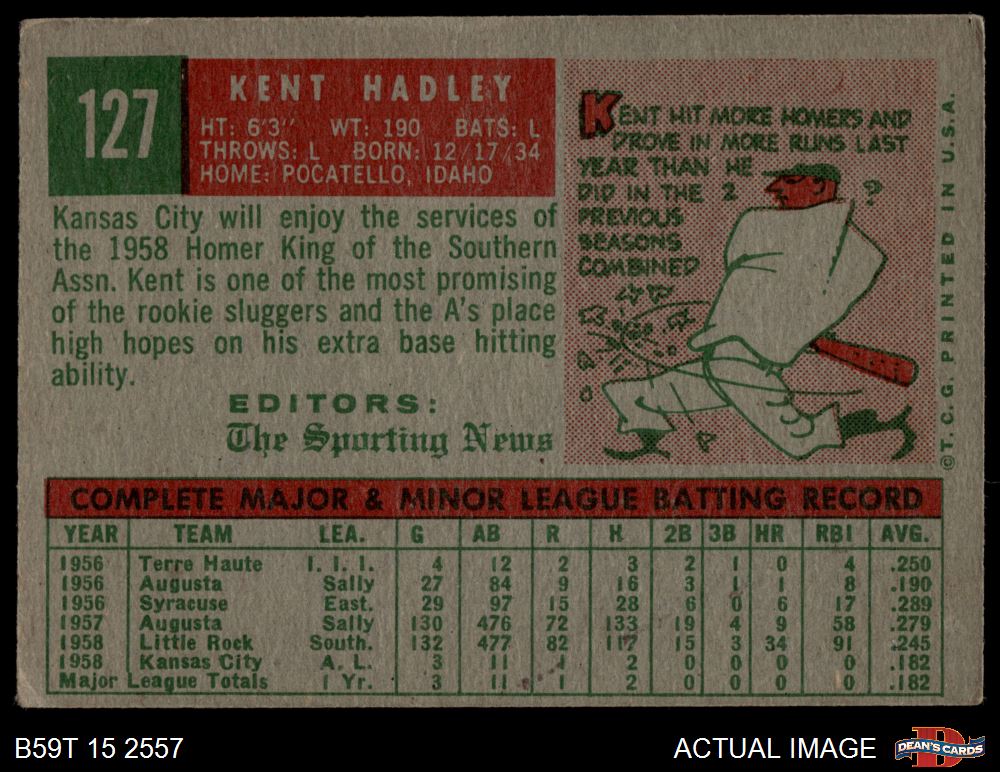 127
KENT HADLEY
HT: 6'3" WT: 190 BATS: L
THROWS: L BORN: 12/17/34
HOME: POCATELLO, IDAHO
Kansas City will enjoy the services of
the 1958 Homer King of the Southern
Assn. Kent is one of the most promising
of the rookie sluggers and the A's place
high hopes on his extra base hitting
ability.
EDITORS:
The Sporting News
KENT HIT MORE HOMERS AND
DROVE IN MORE RUNS LAST
YEAR THAN HE
DID IN THE 2 ?
PREVIOUS
SEASONS
COMBINED
©T. C. G. PRINTED IN U.S.A.
COMPLETE MAJOR & MINOR LEAGUE BATTING RECORD
YEAR TEAM LEA. G AB R H 2B 3B HR RBI AVG.
1956 Terre Haute I. I. I. 4 12 2 3 2 1 0 4 .250
1956 Augusta Sally 27 84 9 16 3 1 1 8 .190
1956 Syracuse East. 29 97 15 28 6 0 6 17 .289
1957 Augusta Sally 130 476 72 133 19 4 9 58 .279
1958 Little Rock South. 132 477 82 117 15 3 34 91 .245
1958 Kansas City A. L. 3 11 1 2 0 0 0 0 .182
Major League Totals 1 Yr. 3 11 1 2 0 0 0 0 .182
B59T 15 2557
ACTUAL IMAGE
D
DEAN'S CARDS